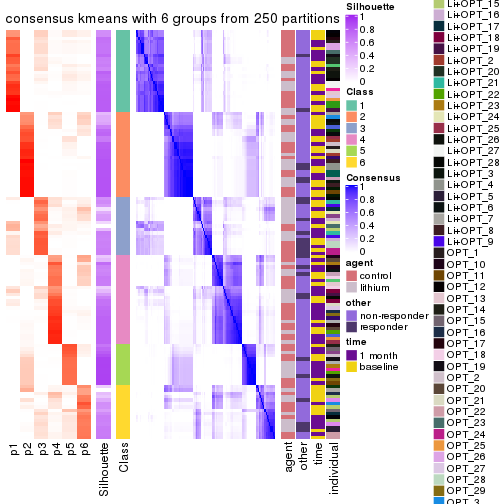 consensus kmeans with 6 groups from 250 partitions
p1
p2
p3
p4
p5
p6
Silhouette
Class
agent
other
time
individual
Silhouette
1
0.8
0.6
0.4
0.2
0
Class
1
2
3
4
5
6
Consensus
1
0.8
0.6
0.4
0.2
0
agent
control
lithium
other
non-responder
responder
time
1 month
baseline
Li+OPT_15
Li+OPT_16
Li+OPT_17
Li+OPT_18
Li+OPT_19
Li+OPT_2
Li+OPT_20
Li+OPT_21
Li+OPT_22
Li+OPT_23
Li+OPT_24
Li+OPT_25
Li+OPT_26
Li+OPT_27
Li+OPT_28
Li+OPT_3
Li+OPT_4
Li+OPT_5
Li+OPT_6
Li+OPT_7
Li+OPT_8
Li+OPT_9
OPT_1
OPT_10
OPT_11
OPT_12
OPT_13
OPT_14
OPT_15
OPT_16
OPT_17
OPT_18
OPT_19
OPT_2
OPT_20
OPT_21
OPT_22
OPT_23
OPT_24
OPT_25
OPT_26
OPT_27
OPT_28
OPT_29
OPT_3